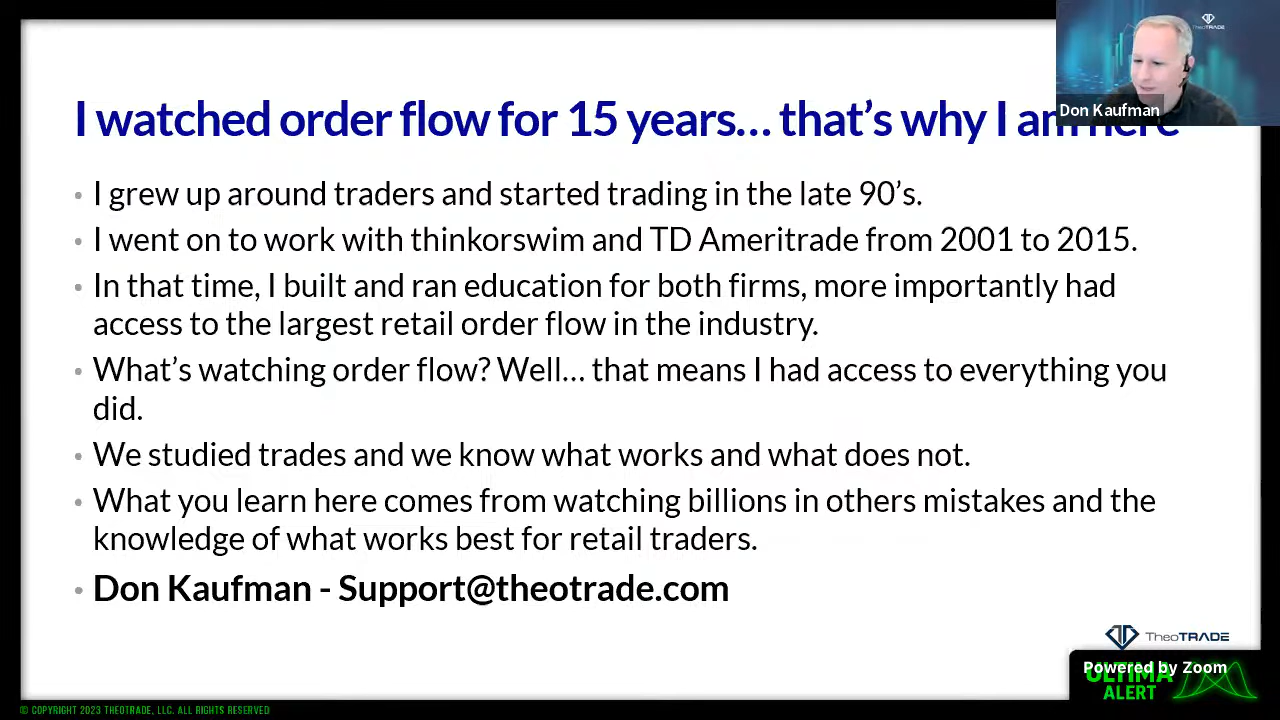 TheoTRADE
Don Kaufman
I watched order flow for 15 years... that's why I am here
• I grew up around traders and started trading in the late 90's.
• I went on to work with thinkorswim and TD Ameritrade from 2001 to 2015.
• In that time, I built and ran education for both firms, more importantly had
access to the largest retail order flow in the industry.
• What's watching order flow? Well... that means I had access to everything you
did.
• We studied trades and we know what works and what does not.
• What you learn here comes from watching billions in others mistakes and the
knowledge of what works best for retail traders.
• Don Kaufman - Support@theotrade.com
TheoTRADE
Powered by Zoom
ULTIMA
ALERT
© COPYRIGHT 2023 THEOTRADE, LLC. ALL RIGHTS RESERVED